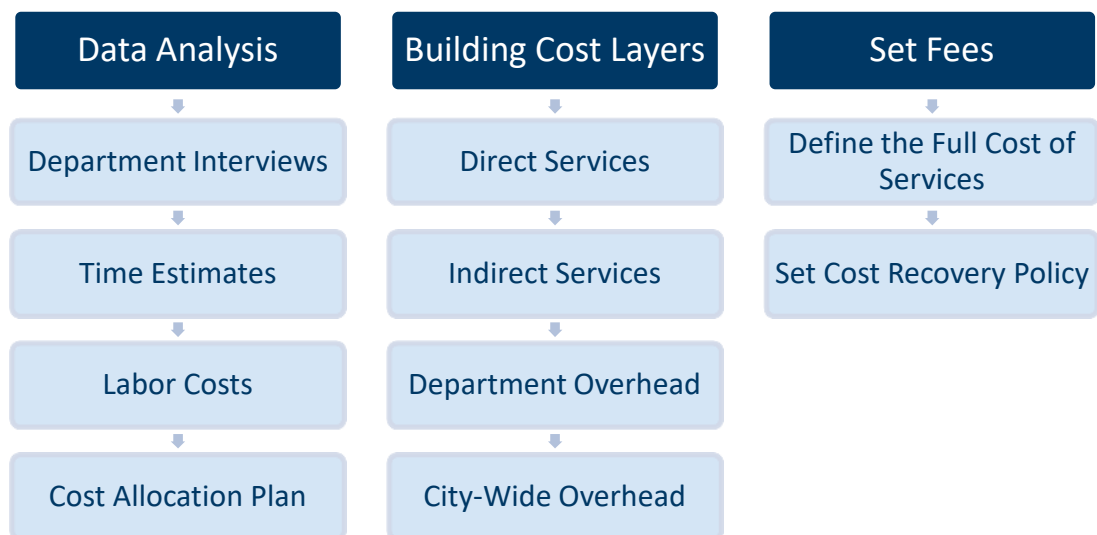 Data Analysis
Department Interviews
Time Estimates
Labor Costs
Cost Allocation Plan
Building Cost Layers
Direct Services
Indirect Services
Department Overhead
City-Wide Overhead
Set Fees
Define the Full Cost of
Services
Set Cost Recovery Policy